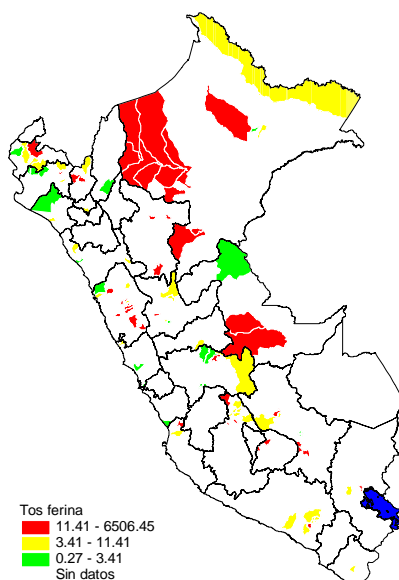 Tos ferina
11.41 - 6506.45
3.41 - 11.41
0.27 - 3.41
Sin datos